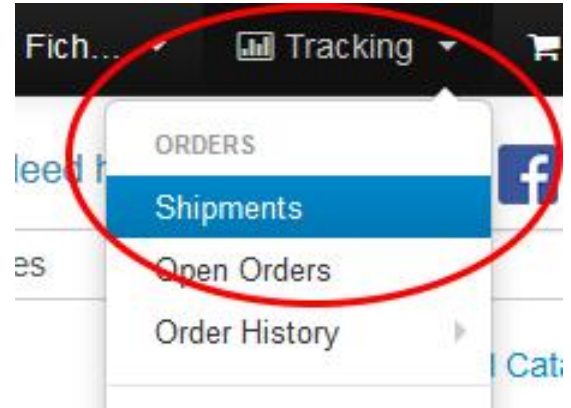 Fich... Tracking
ORDERS
Shipments
Open Orders
Order History